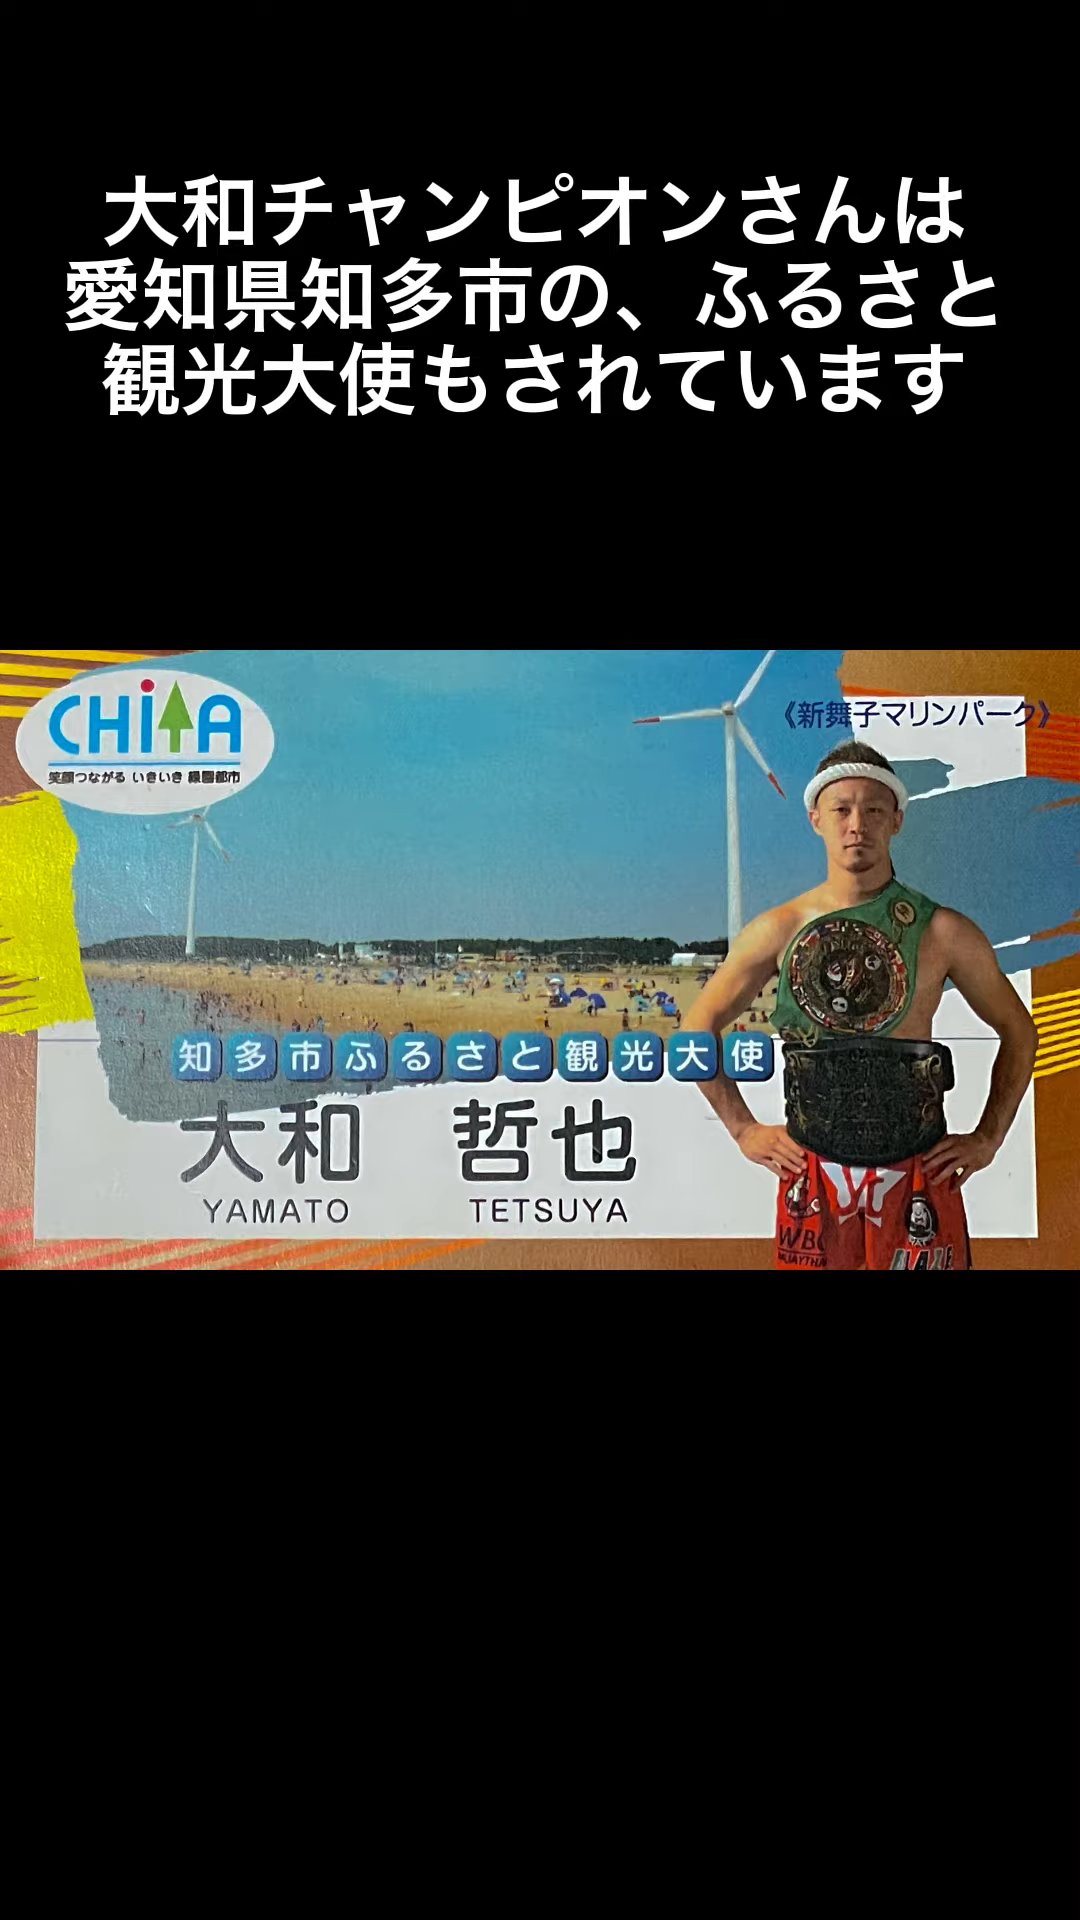 大和チャンピオンさんは
愛知県知多市の、ふるさと
観光大使もされています
CHITA
笑顔つながる いきいき 緑園都市
《新舞子マリンパーク》
知多市ふるさと観光大使
大和 哲也
YAMATO TETSUYA
WBC
MUAYTHAI